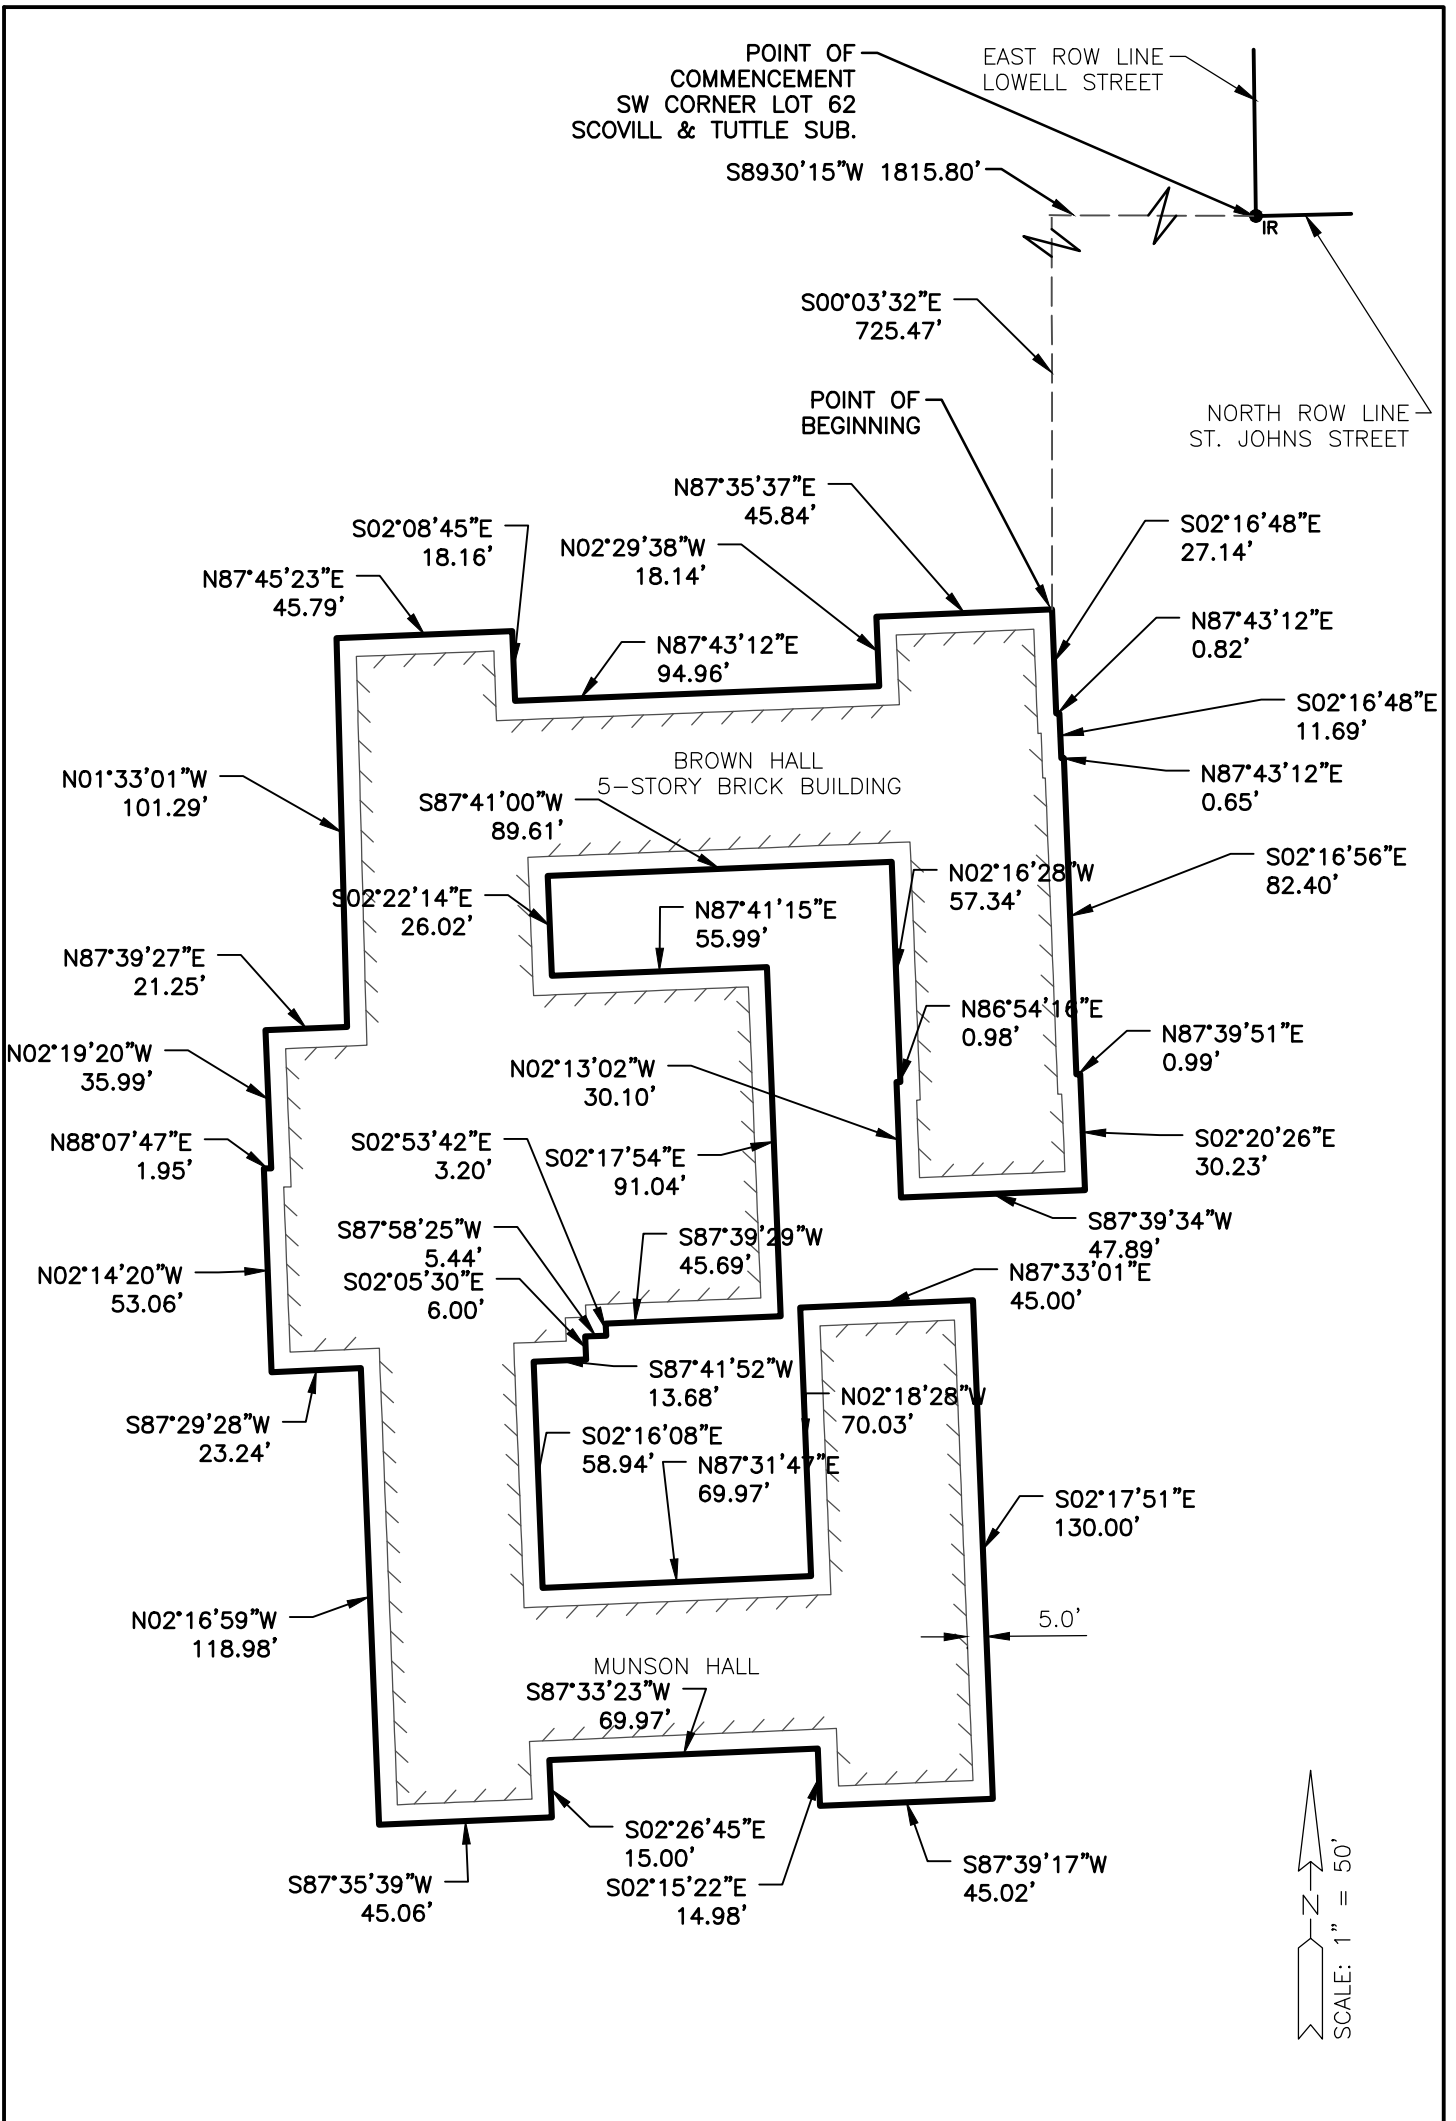 POINT OF
COMMENCEMENT
SW CORNER LOT 62
SCOVILL & TUTTLE SUB.
EAST ROW LINE
LOWELL STREET
S8930'15"W 1815.80'
IR
S00°03'32"E
725.47'
POINT OF
BEGINNING
NORTH ROW LINE
ST. JOHNS STREET
N87°35'37"E
45.84'
S02°16'48"E
27.14'
S02°08'45"E
18.16'
N02°29'38"W
18.14'
N87°45'23"E
45.79'
N87°43'12"E
0.82'
N87°43'12"E
94.96'
S02°16'48"E
11.69'
BROWN HALL
5-STORY BRICK BUILDING
N01°33'01"W
101.29'
N87°43'12"E
0.65'
S87°41'00"W
89.61'
S02°16'56"E
82.40'
N02°16'28"W
57.34'
S02°22'14"E
26.02'
N87°41'15"E
55.99'
N87°39'27"E
21.25'
N86°54'16"E
0.98'
N87°39'51"E
0.99'
N02°19'20"W
35.99'
N02°13'02"W
30.10'
N88°07'47"E
1.95'
S02°53'42"E
3.20'
S02°17'54"E
91.04'
S02°20'26"E
30.23'
S87°58'25"W
5.44'
S87°39'29"W
45.69'
S87°39'34"W
47.89'
N02°14'20"W
53.06'
S02°05'30"E
6.00'
N87°33'01"E
45.00'
S87°41'52"W
13.68'
N02°18'28"W
70.03'
S87°29'28"W
23.24'
S02°16'08"E
58.94'
N87°31'47"E
69.97'
S02°17'51"E
130.00'
N02°16'59"W
118.98'
5.0'
MUNSON HALL
S87°33'23"W
69.97'
S02°26'45"E
15.00'
S87°35'39"W
45.06'
S02°15'22"E
14.98'
S87°39'17"W
45.02'
N
SCALE: 1" = 50'